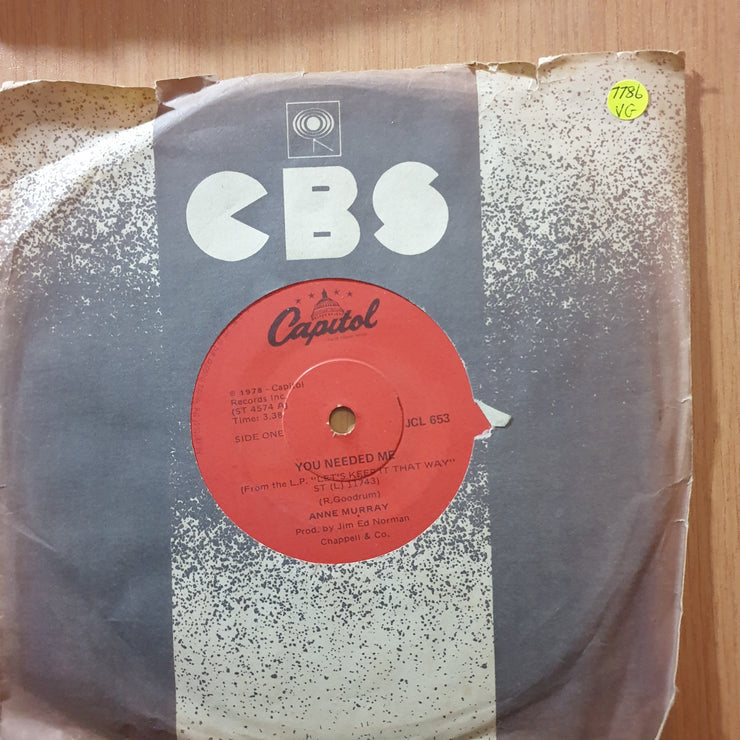 7786
VG
CBS
Capitol
℗ 1978 - Capitol
Records Inc.
(ST 4574 A)
Time: 3.38
SIDE ONE
JCL 653
YOU NEEDED ME
(From the L.P. "LET'S KEEP IT THAT WAY"
ST (L) 11743)
(R.Goodrum)
ANNE MURRAY
Prod. by Jim Ed Norman
Chappell & Co.